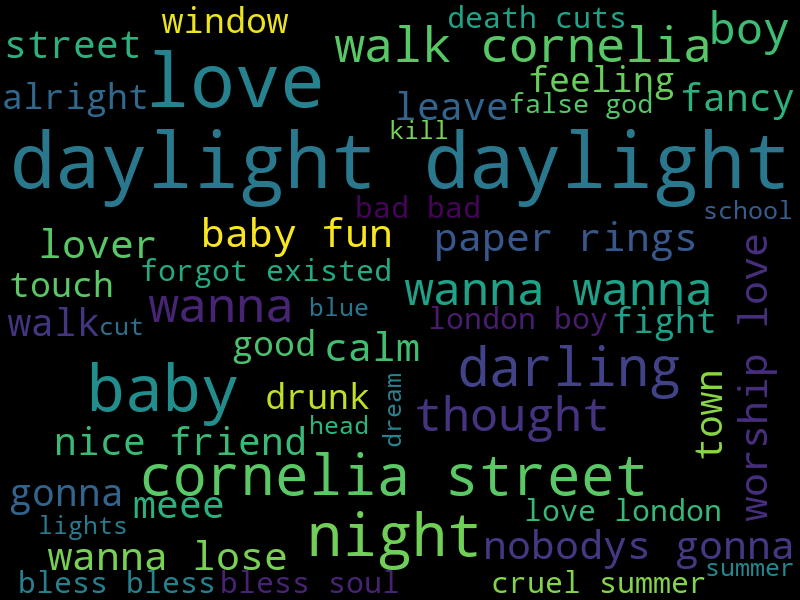 window
death cuts
boy
street
walk cornelia
love
feeling
alright
leave
false god
fancy
kill
daylight daylight
bad bad
school
lover
baby fun
paper rings
touch
forgot existed
wanna
blue
wanna wanna
worship love
walk
cut
london boy
fight
good
calm
darling
baby
drunk
dream
thought
town
head
nice friend
cornelia street
gonna
meee
love london
lights
night
nobodys gonna
wanna lose
summer
bless bless
bless soul
cruel summer